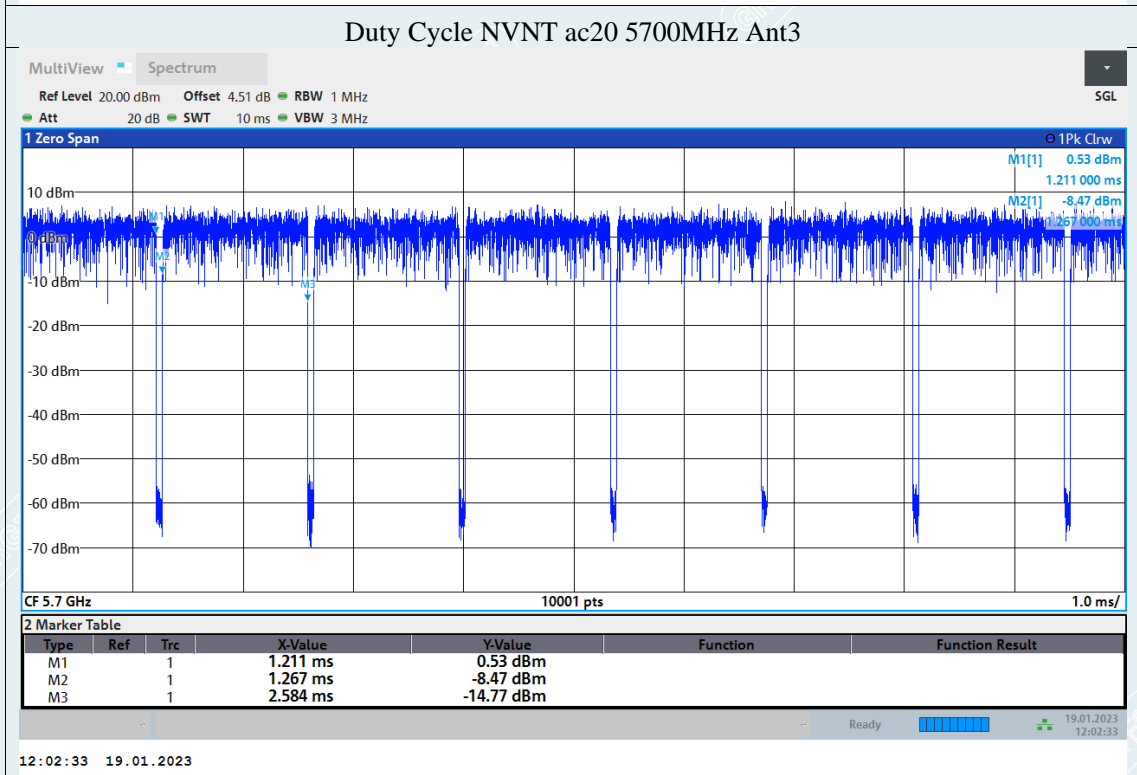 Duty Cycle NVNT ac20 5700MHz Ant3
MultiView Spectrum
Ref Level 20.00 dBm Offset 4.51 dB RBW 1 MHz SGL
Att 20 dB SWT 10 ms VBW 3 MHz
1 Zero Span 1Pk Clrw
M1[1] 0.53 dBm
1.211 000 ms
M2[1] -8.47 dBm
1.267 000 ms
10 dBm
M1
0 dBm
M2
-10 dBm
M3
-20 dBm
-30 dBm
-40 dBm
-50 dBm
-60 dBm
-70 dBm
CF 5.7 GHz 10001 pts 1.0 ms/
2 Marker Table
Type Ref Trc X-Value Y-Value Function Function Result
M1 1 1.211 ms 0.53 dBm
M2 1 1.267 ms -8.47 dBm
M3 1 2.584 ms -14.77 dBm
Ready 19.01.2023
12:02:33
12:02:33 19.01.2023